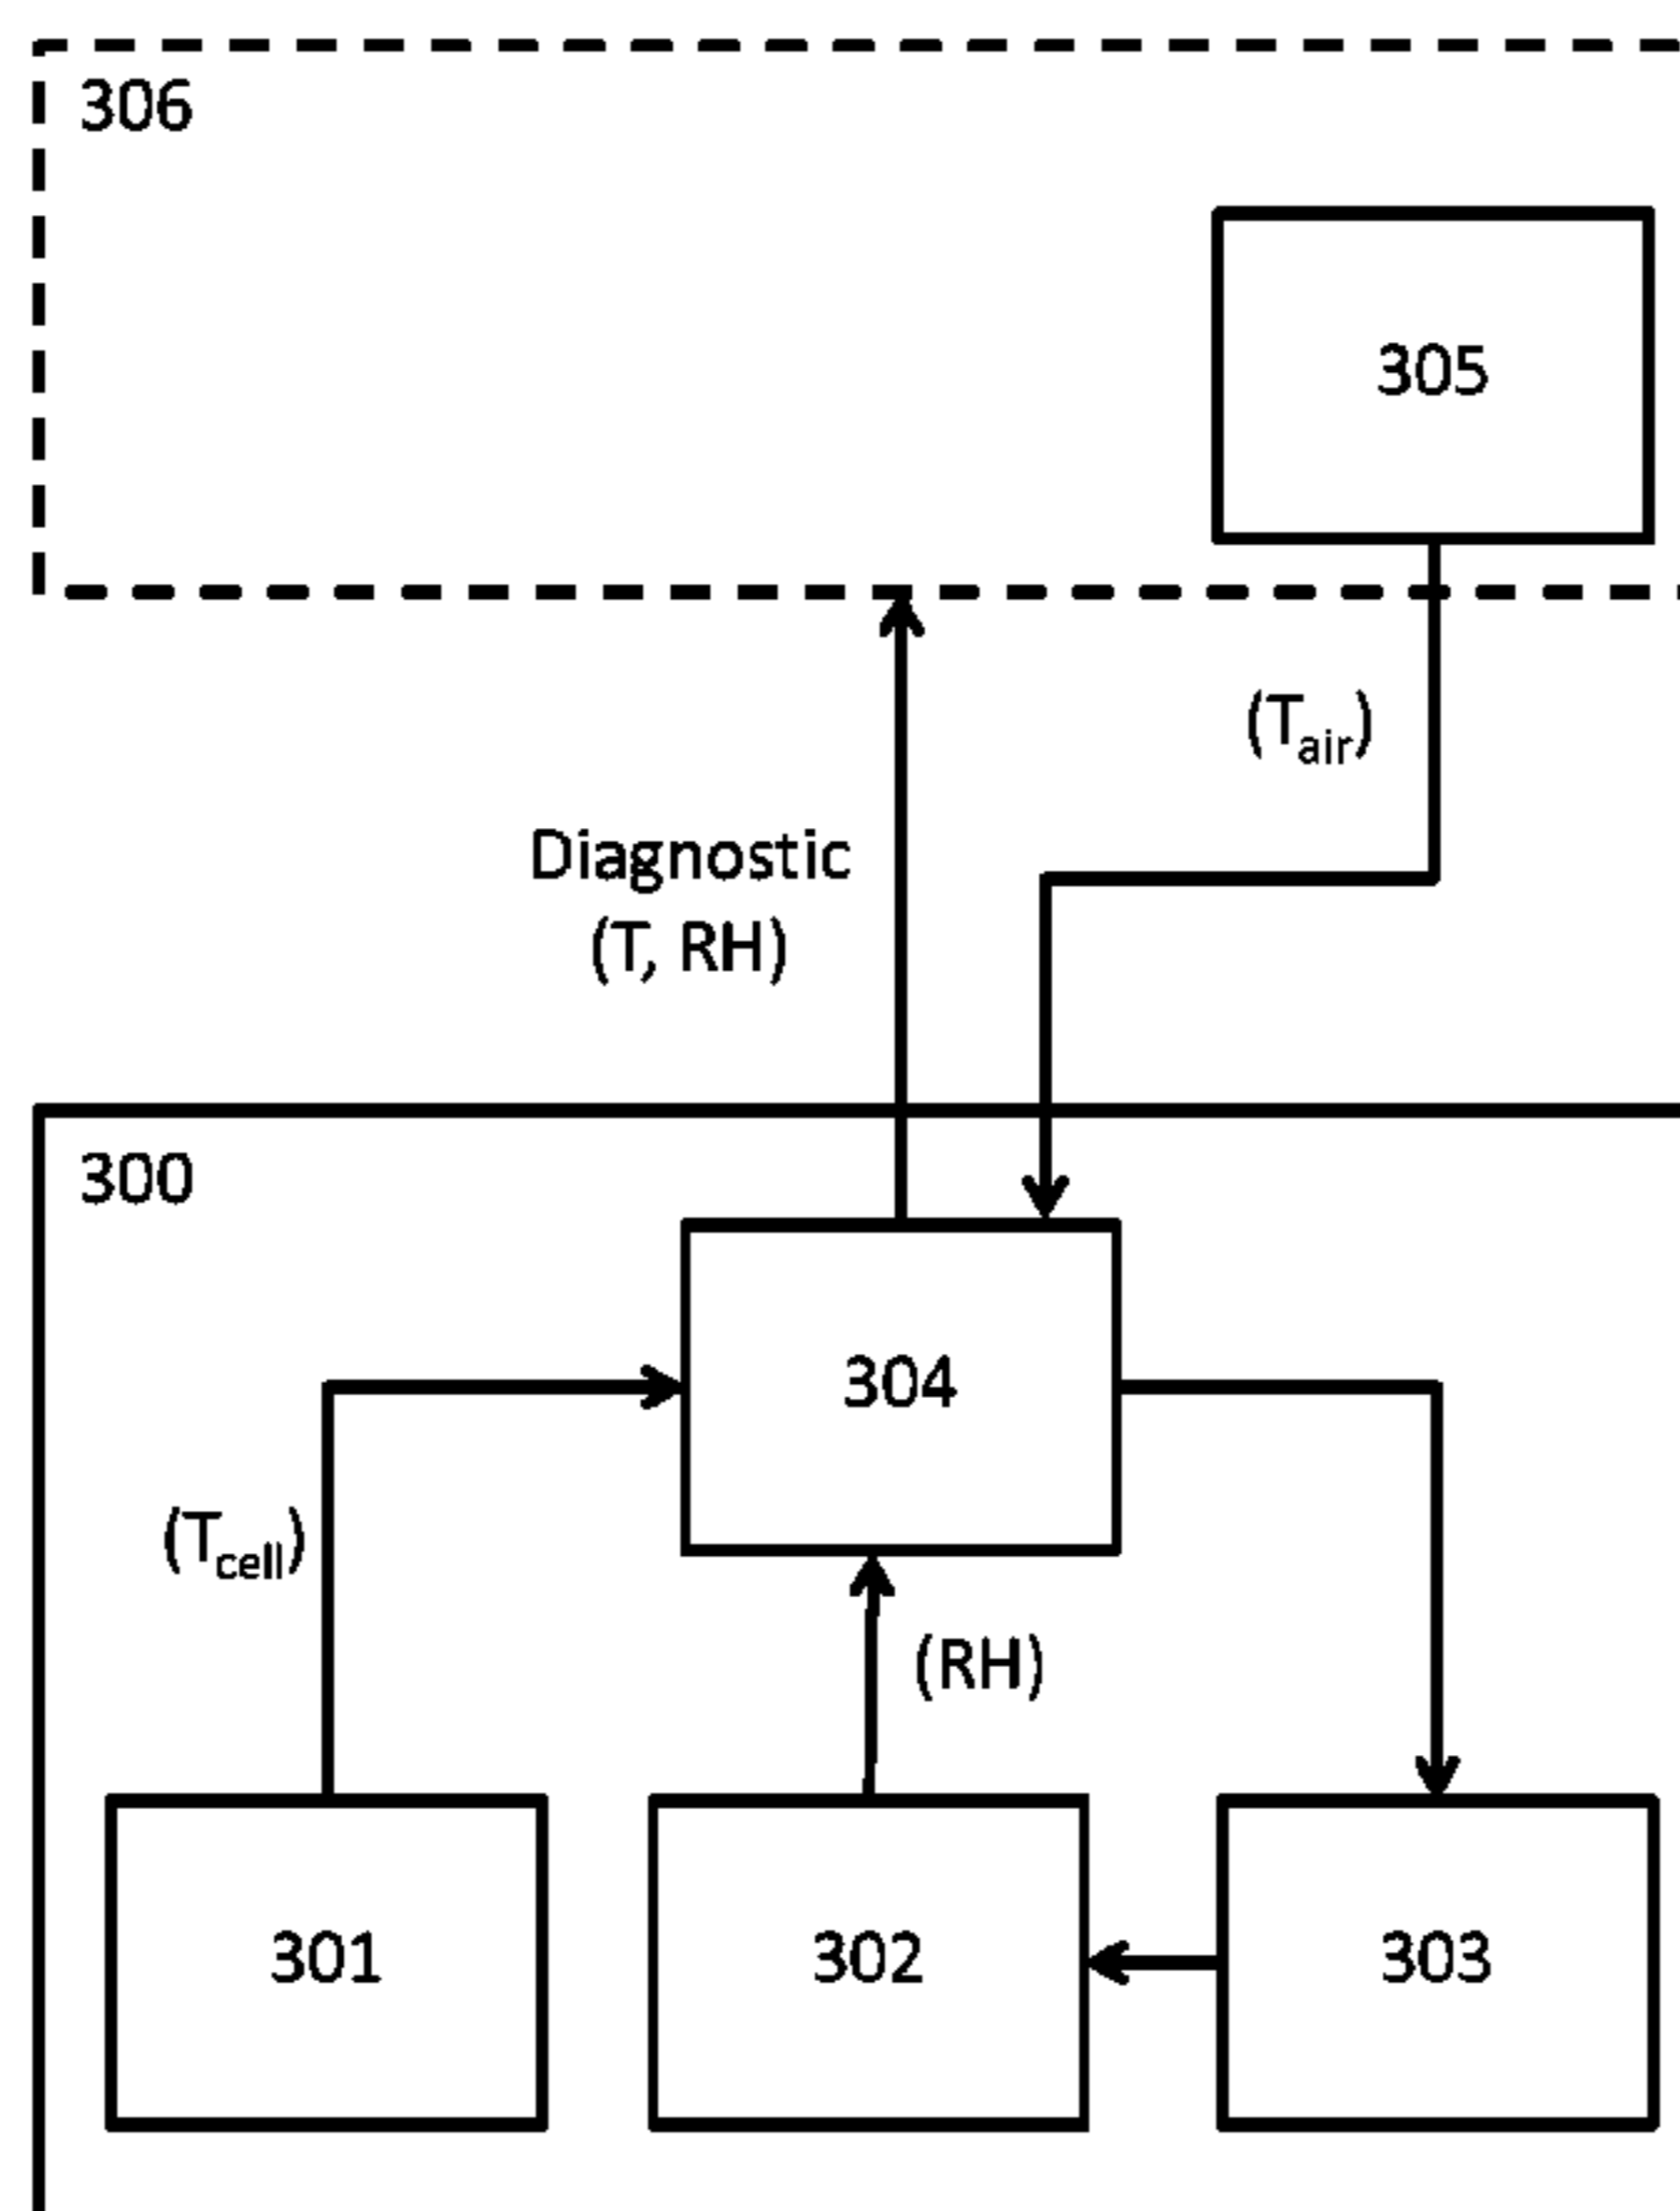 306
305
(Tair)
Diagnostic
(T, RH)
300
304
(Tcell)
(RH)
301
302
303